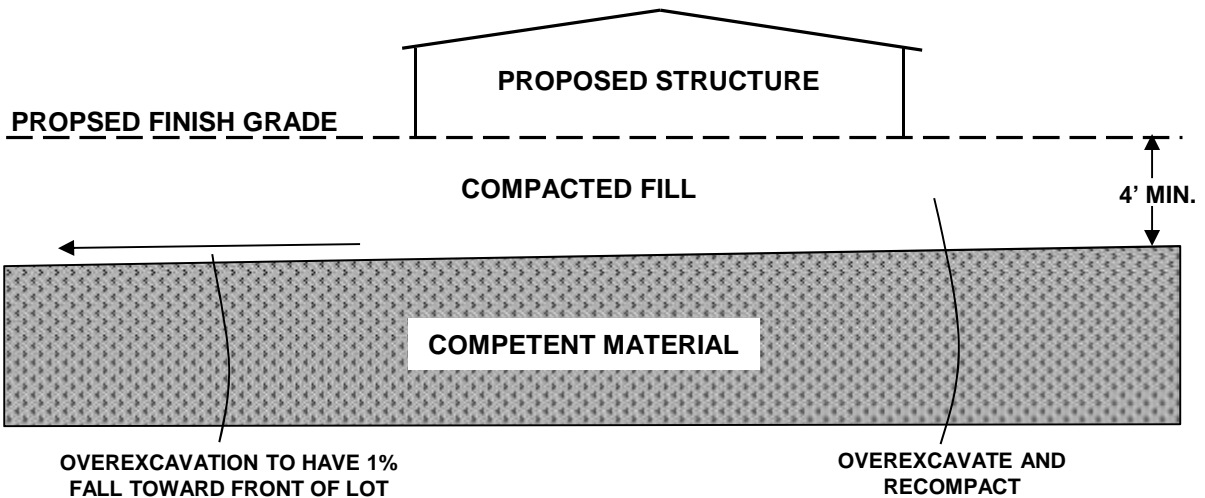 PROPOSED STRUCTURE
PROPSED FINISH GRADE
COMPACTED FILL
4’ MIN.
COMPETENT MATERIAL
OVEREXCAVATION TO HAVE 1%
FALL TOWARD FRONT OF LOT
OVEREXCAVATE AND
RECOMPACT